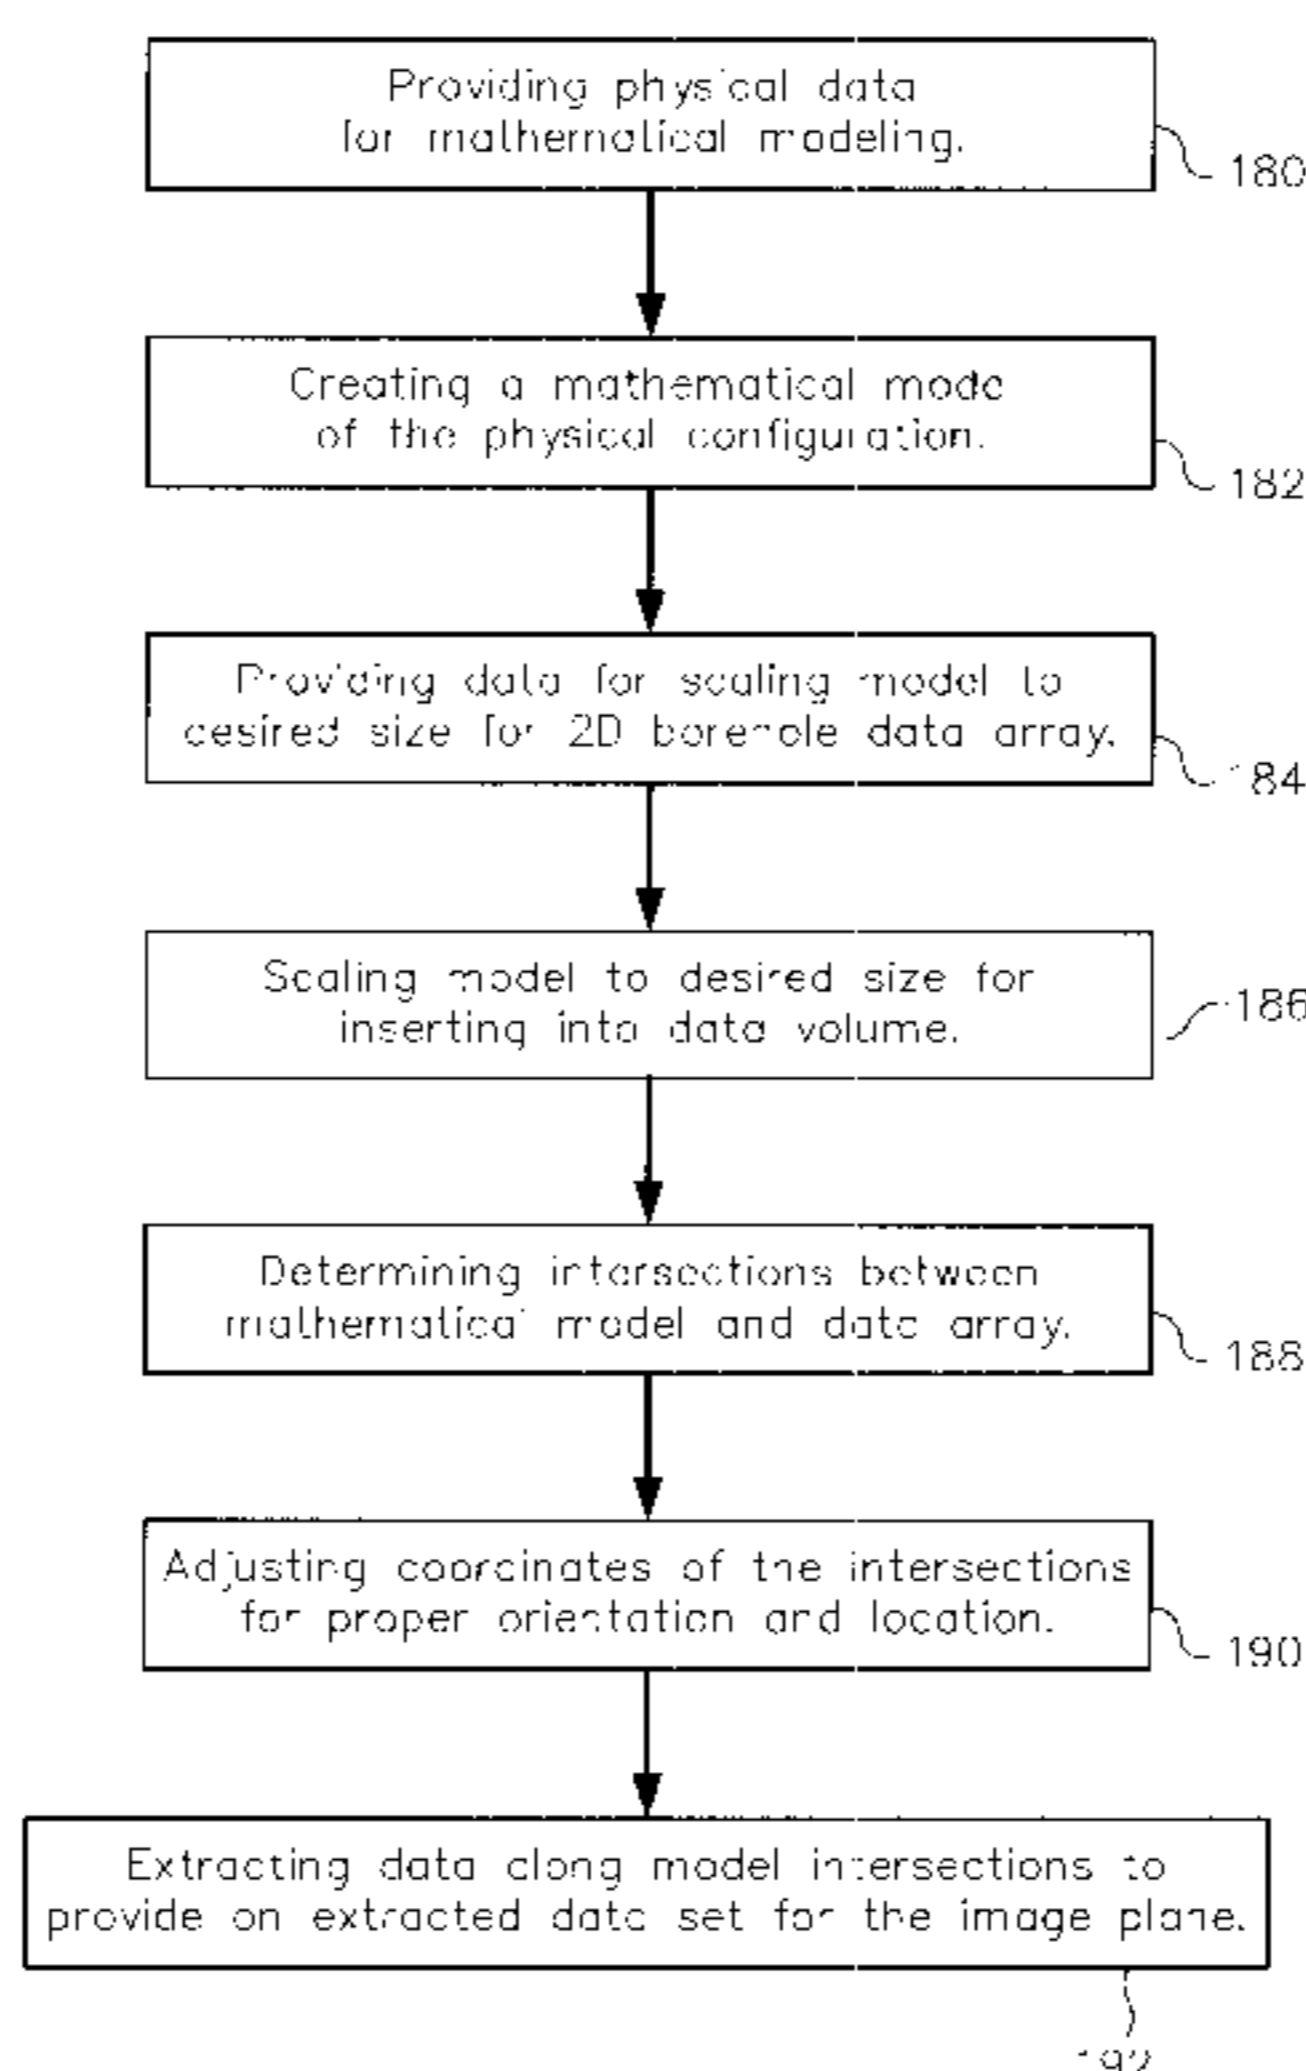 Providing physical data
for mathematical modeling.
180
Creating a mathematical mode
of the physical configuration.
182
Providing data for scaling model to
desired size for 2D borehole data array.
184
Scaling model to desired size for
inserting into data volume.
186
Determining intersections between
mathematical model and data array.
188
Adjusting coordinates of the intersections
for proper orientation and location.
190
Extracting data along model intersections to
provide an extracted data set for the image plane.
192